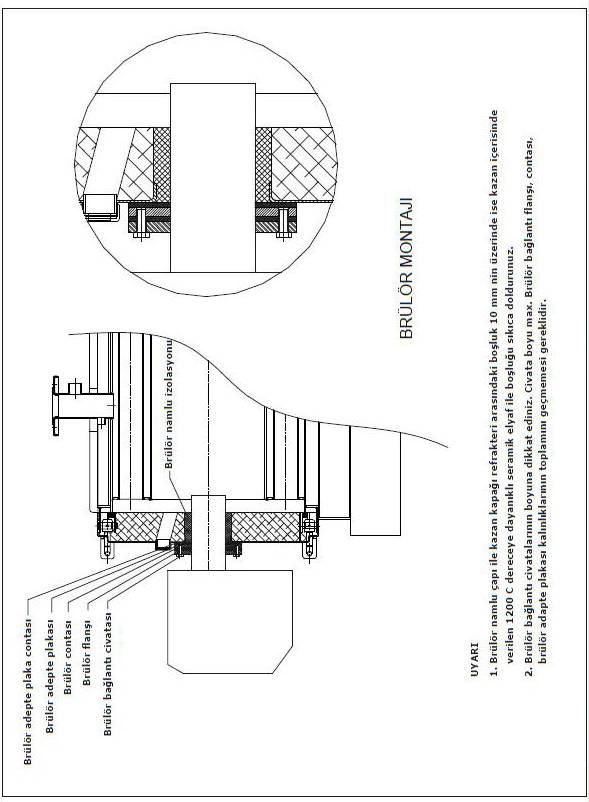 Brülör adepte plaka contası
Brülör adepte plakası
Brülör contası
Brülör flanşı
Brülör bağlantı civatası
Brülör namlu izolasyonu
BRÜLÖR MONTAJI
UYARI
1. Brülör namlu çapı ile kazan kapağı refrakteri arasındaki boşluk 10 mm nin üzerinde ise kazan içerisinde
verilen 1200 C dereceye dayanıklı seramik elyaf ile boşluğu sıkıca doldurunuz.
2. Brülör bağlantı civatalarının boyuna dikkat ediniz. Civata boyu max. Brülör bağlantı flanşı, contası,
brülör adapte plakası kalınlıklarının toplamını geçmemesi gereklidir.